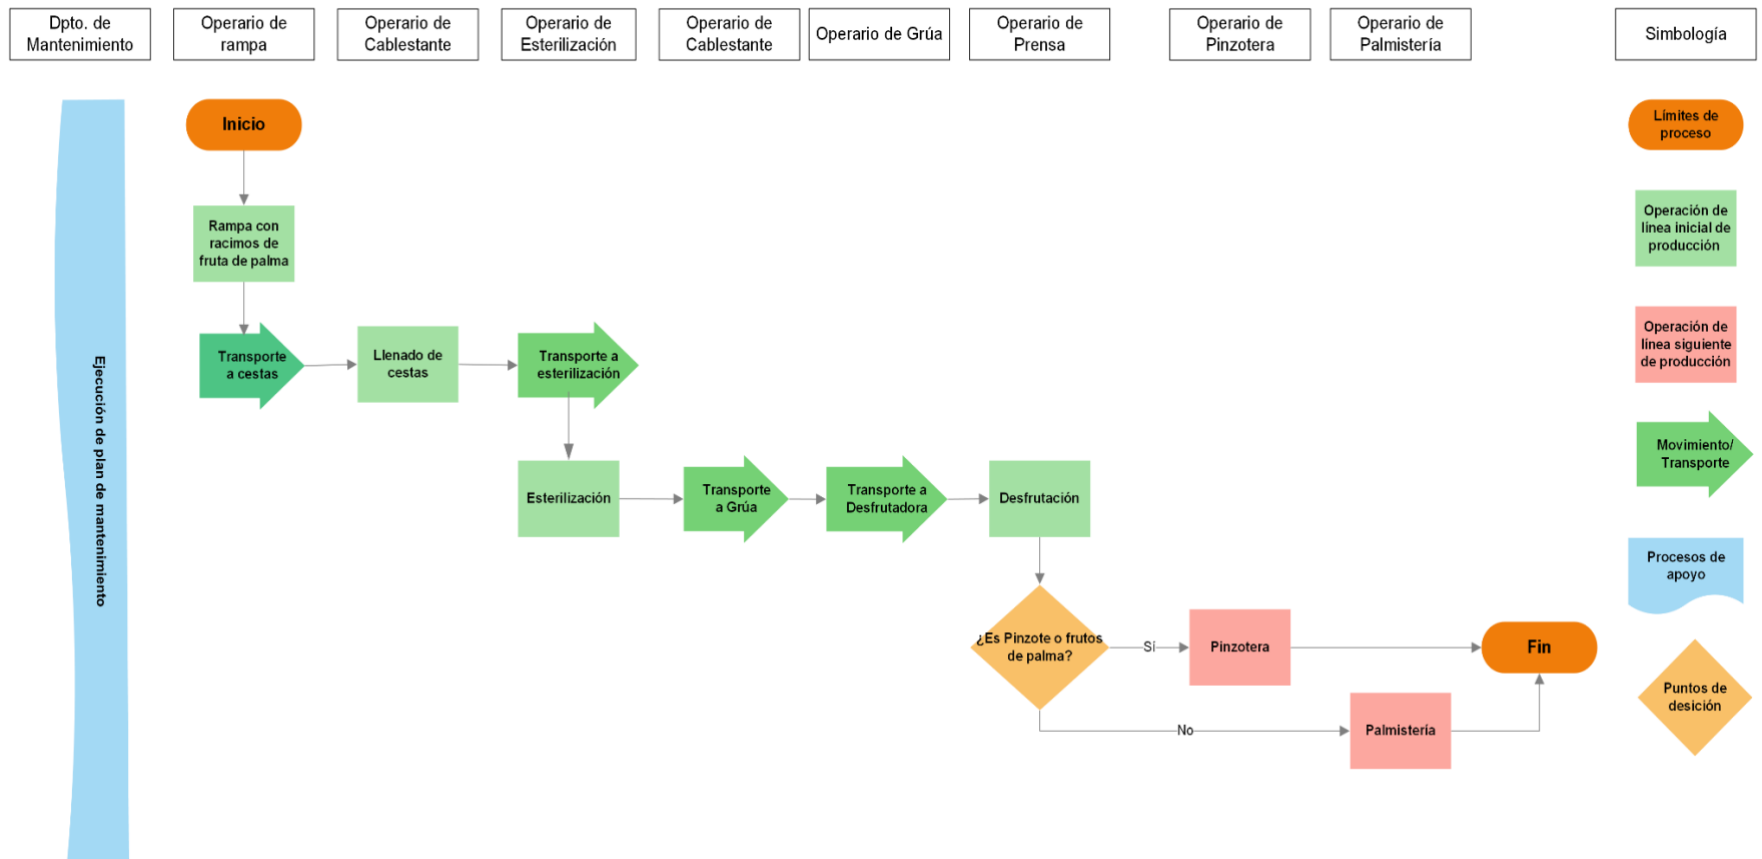 Dpto. de
Mantenimiento
Operario de
rampa
Operario de
Cablestante
Operario de
Esterilización
Operario de
Cablestante
Operario de Grúa
Operario de
Prensa
Operario de
Pinzotera
Operario de
Palmistería
Simbología
Ejecución de plan de mantenimiento
Inicio
Rampa con
racimos de
fruta de palma
Transporte
a cestas
Llenado de
cestas
Transporte a
esterilización
Esterilización
Transporte
a Grúa
Transporte a
Desfrutadora
Desfrutación
¿Es Pinzote o frutos
de palma?
Sí
Pinzotera
Fin
No
Palmistería
Límites de
proceso
Operación de
línea inicial de
producción
Operación de
línea siguiente
de producción
Movimiento/
Transporte
Procesos de
apoyo
Puntos de
desición